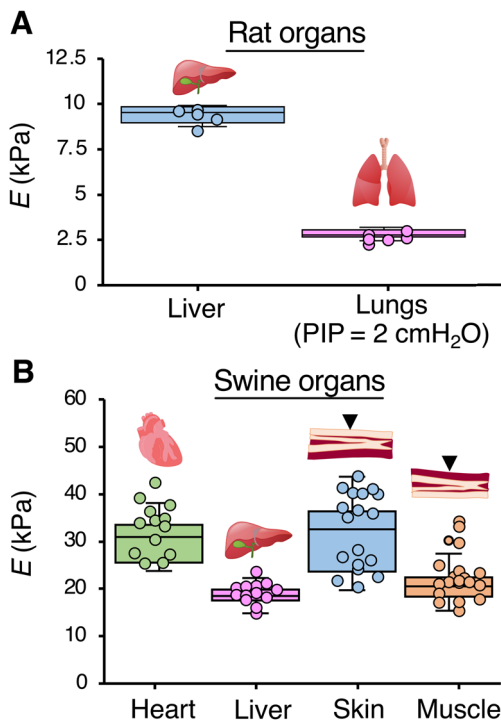 A
Rat organs
E (kPa)
12.5
10
7.5
5
2.5
0
Liver
Lungs
(PIP = 2 cmH₂O)
B
Swine organs
E (kPa)
60
50
40
30
20
10
0
Heart
Liver
Skin
Muscle